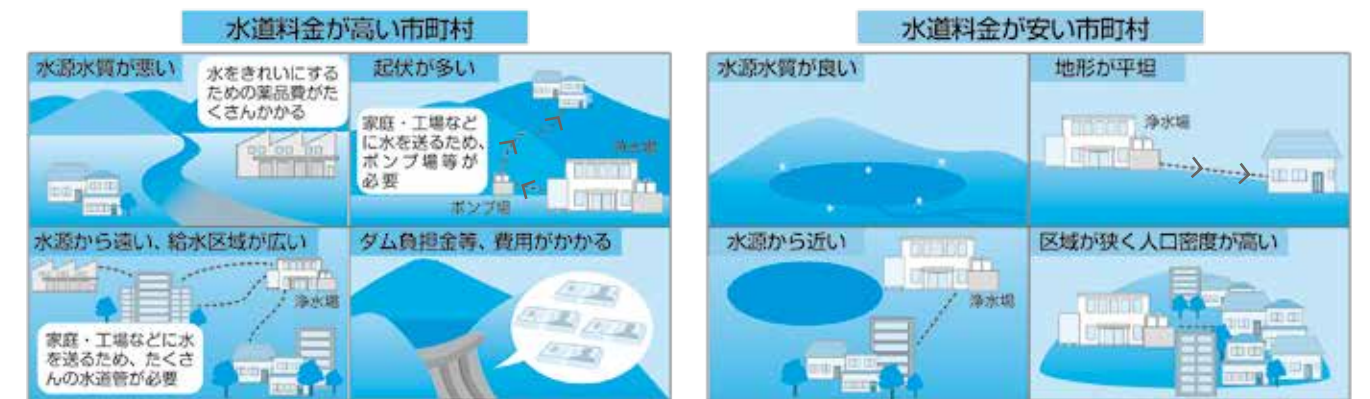 水道料金が高い市町村
水源水質が悪い
水をきれいにする
ための薬品費がた
くさんかかる
起伏が多い
家庭・工場など
に水を送るため、
ポンプ場等が
必要
浄水場
ポンプ場
水源から遠い、給水区域が広い
浄水場
家庭・工場などに水
を送るため、たくさ
んの水道管が必要
ダム負担金等、費用がかかる
水道料金が安い市町村
水源水質が良い
地形が平坦
浄水場
水源から近い
浄水場
区域が狭く人口密度が高い